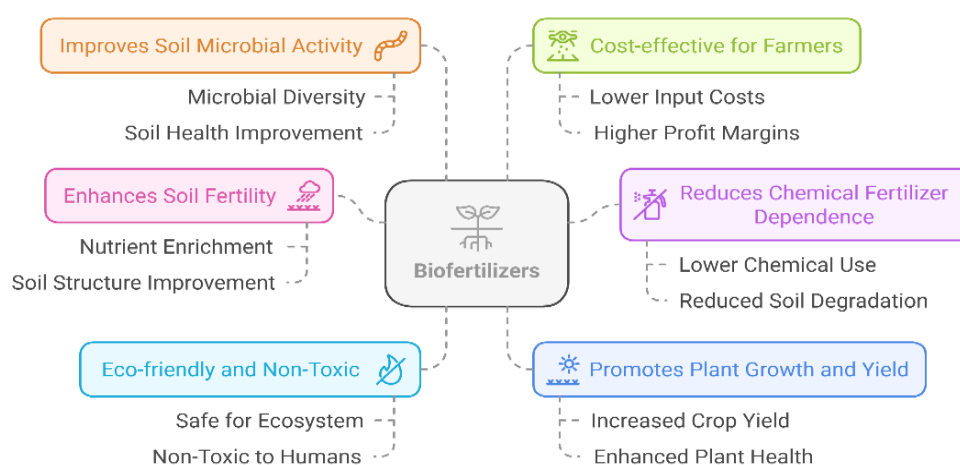 Improves Soil Microbial Activity
Microbial Diversity
Soil Health Improvement
Cost-effective for Farmers
Lower Input Costs
Higher Profit Margins
Enhances Soil Fertility
Nutrient Enrichment
Soil Structure Improvement
Biofertilizers
Reduces Chemical Fertilizer
Dependence
Lower Chemical Use
Reduced Soil Degradation
Eco-friendly and Non-Toxic
Safe for Ecosystem
Non-Toxic to Humans
Promotes Plant Growth and Yield
Increased Crop Yield
Enhanced Plant Health